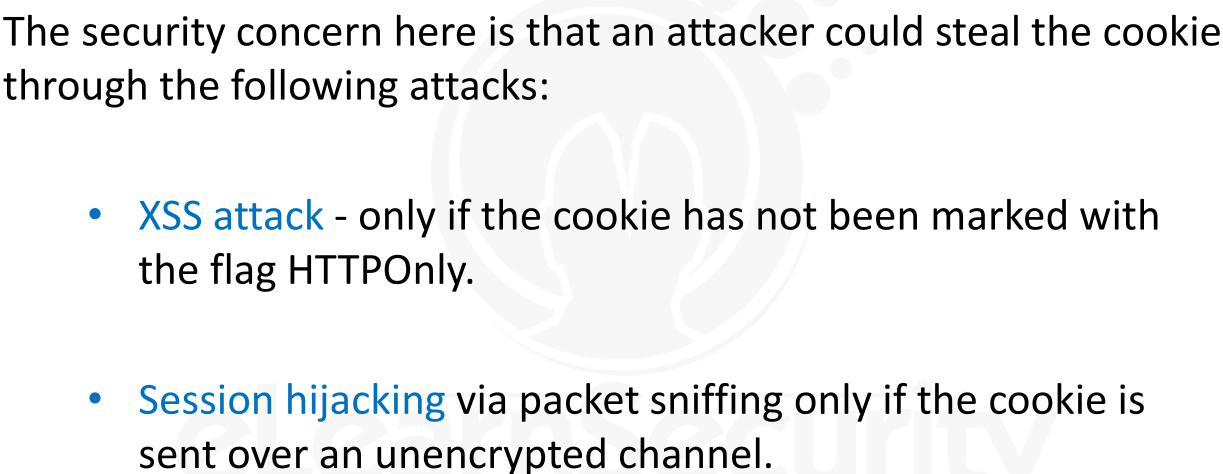 The security concern here is that an attacker could steal the cookie
through the following attacks:
• XSS attack - only if the cookie has not been marked with
the flag HTTPOnly.
• Session hijacking via packet sniffing only if the cookie is
sent over an unencrypted channel.
eLearnSecurity